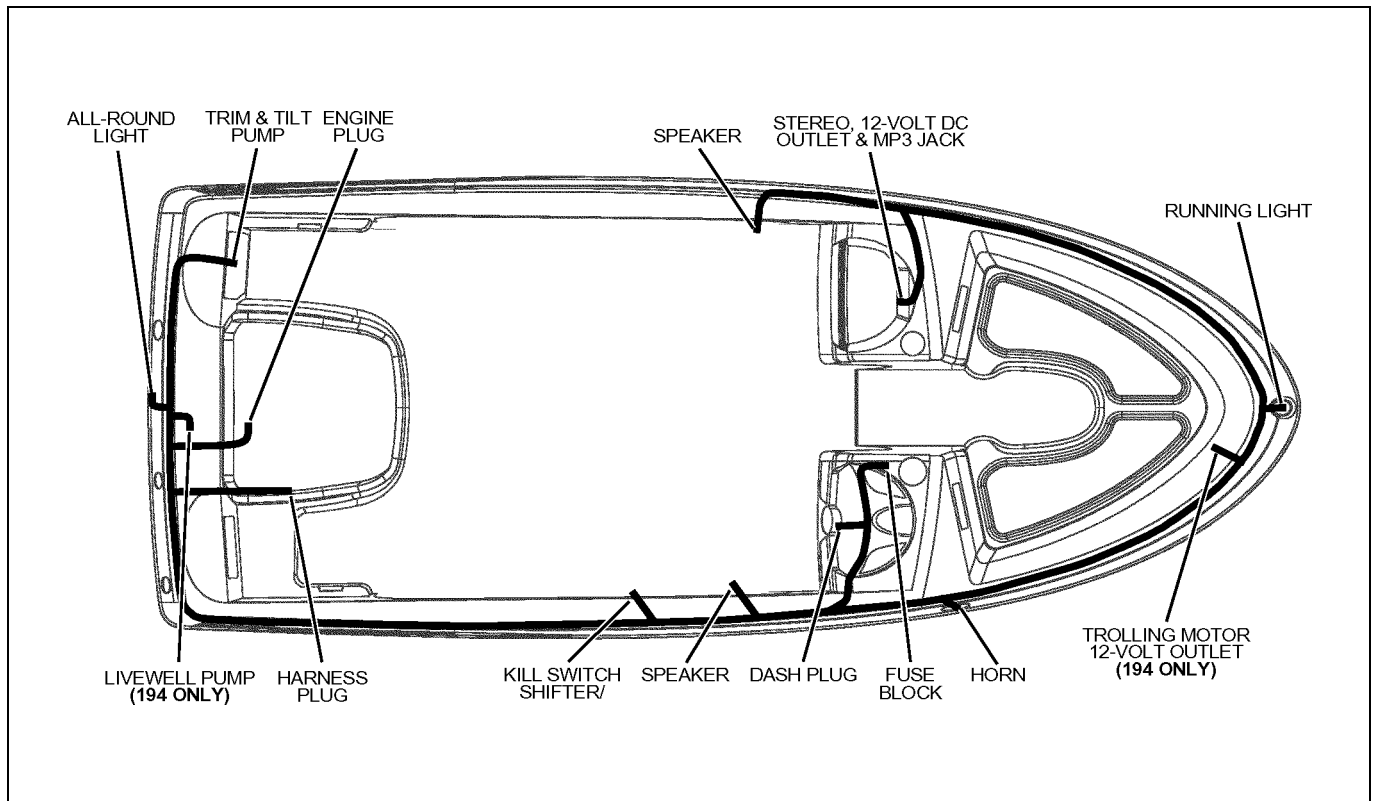 ALL-ROUND
LIGHT
TRIM & TILT
PUMP
ENGINE
PLUG
SPEAKER
STEREO, 12-VOLT DC
OUTLET & MP3 JACK
RUNNING LIGHT
LIVEWELL PUMP
(194 ONLY)
HARNESS
PLUG
KILL SWITCH
SHIFTER/
SPEAKER
DASH PLUG
FUSE
BLOCK
HORN
TROLLING MOTOR
12-VOLT OUTLET
(194 ONLY)